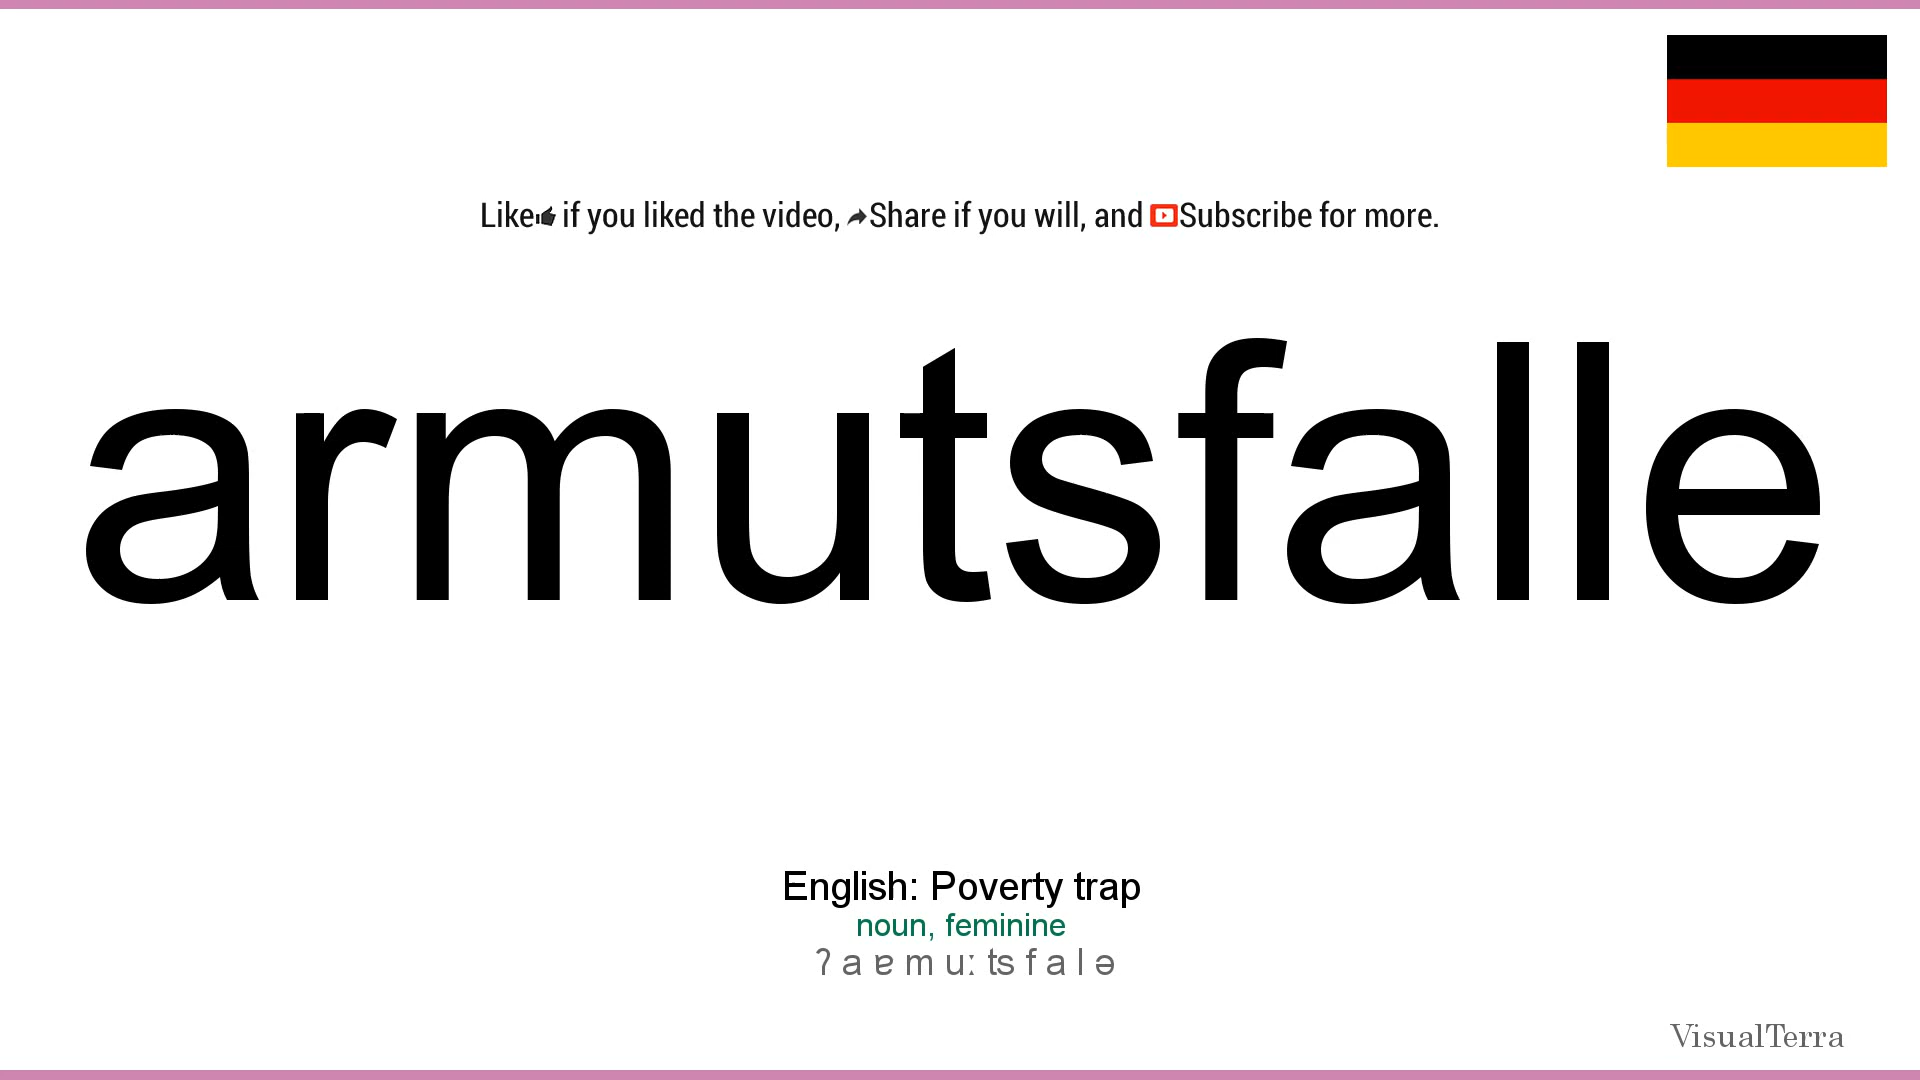 Like if you liked the video, Share if you will, and Subscribe for more.
armutsfalle
English: Poverty trap
noun, feminine
ʔ a ɐ m uː ʦ f a l ə
VisualTerra